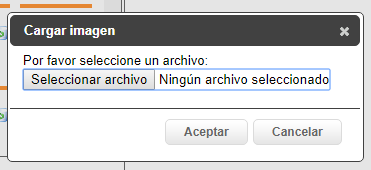 Cargar imagen
Por favor seleccione un archivo:
Seleccionar archivo Ningún archivo seleccionado
Aceptar Cancelar